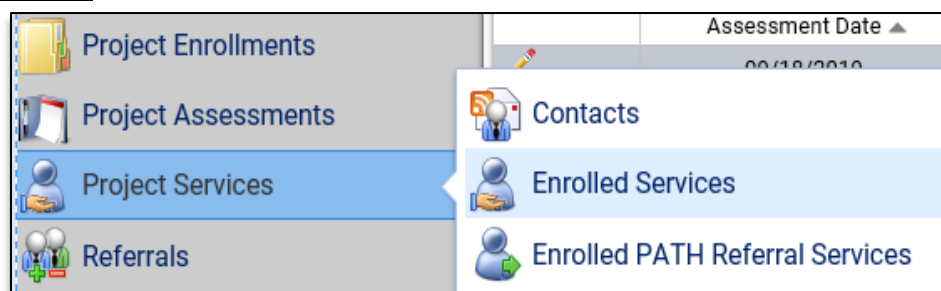 Project Enrollments
Project Assessments
Project Services
Referrals
Assessment Date
Contacts
Enrolled Services
Enrolled PATH Referral Services